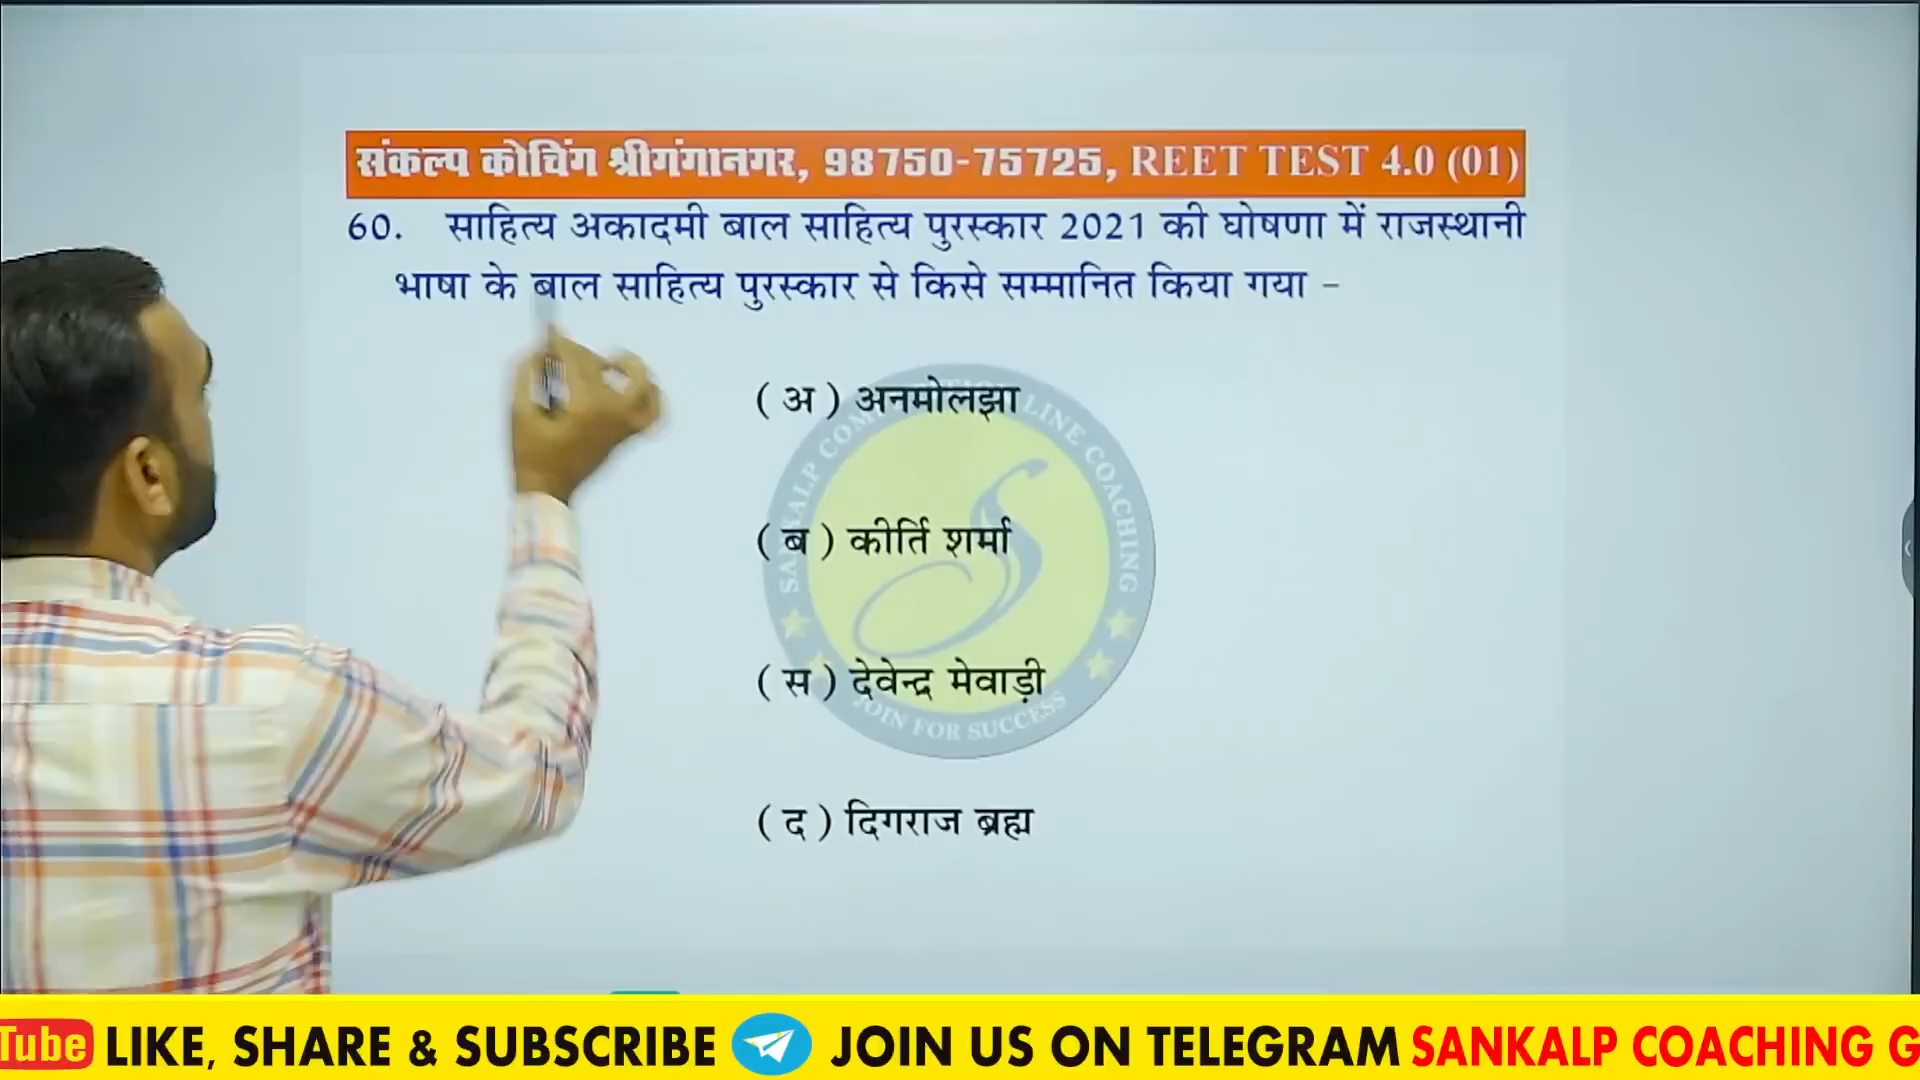 संकल्प कोचिंग श्रीगंगानगर, 98750-75725, REET TEST 4.0 (01)
60. साहित्य अकादमी बाल साहित्य पुरस्कार 2021 की घोषणा में राजस्थानी
भाषा के बाल साहित्य पुरस्कार से किसे सम्मानित किया गया -
( अ ) अनमोलझा
( ब ) कीर्ति शर्मा
( स ) देवेन्द्र मेवाड़ी
( द ) दिगराज ब्रह्म
JOIN FOR SUCCESS
Tube LIKE, SHARE & SUBSCRIBE JOIN US ON TELEGRAM SANKALP COACHING G